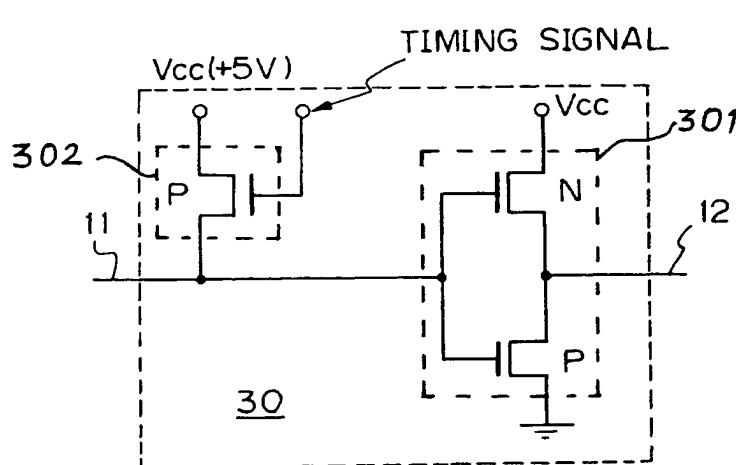 TIMING SIGNAL
Vcc(+5V)
Vcc
301
302
P
N
11
12
P
30